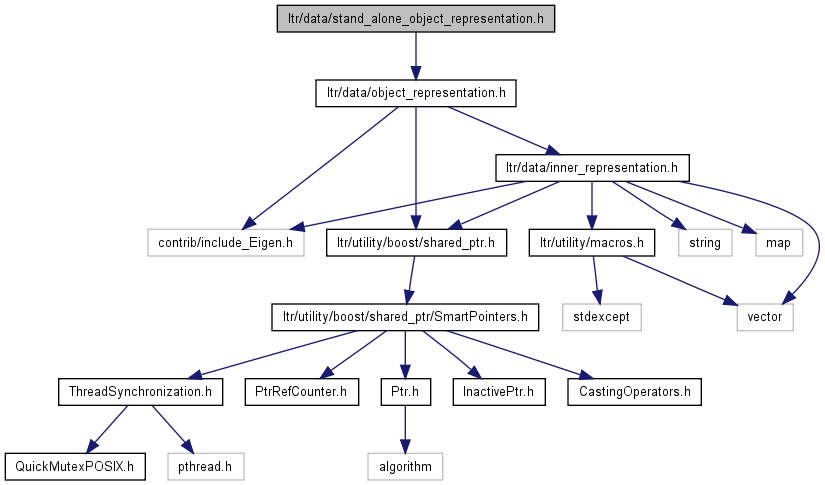 ltr/data/stand_alone_object_representation.h
ltr/data/object_representation.h
ltr/data/inner_representation.h
contrib/include_Eigen.h
ltr/utility/boost/shared_ptr.h
ltr/utility/macros.h
string
map
ltr/utility/boost/shared_ptr/SmartPointers.h
stdexcept
vector
ThreadSynchronization.h
PtrRefCounter.h
Ptr.h
InactivePtr.h
CastingOperators.h
QuickMutexPOSIX.h
pthread.h
algorithm